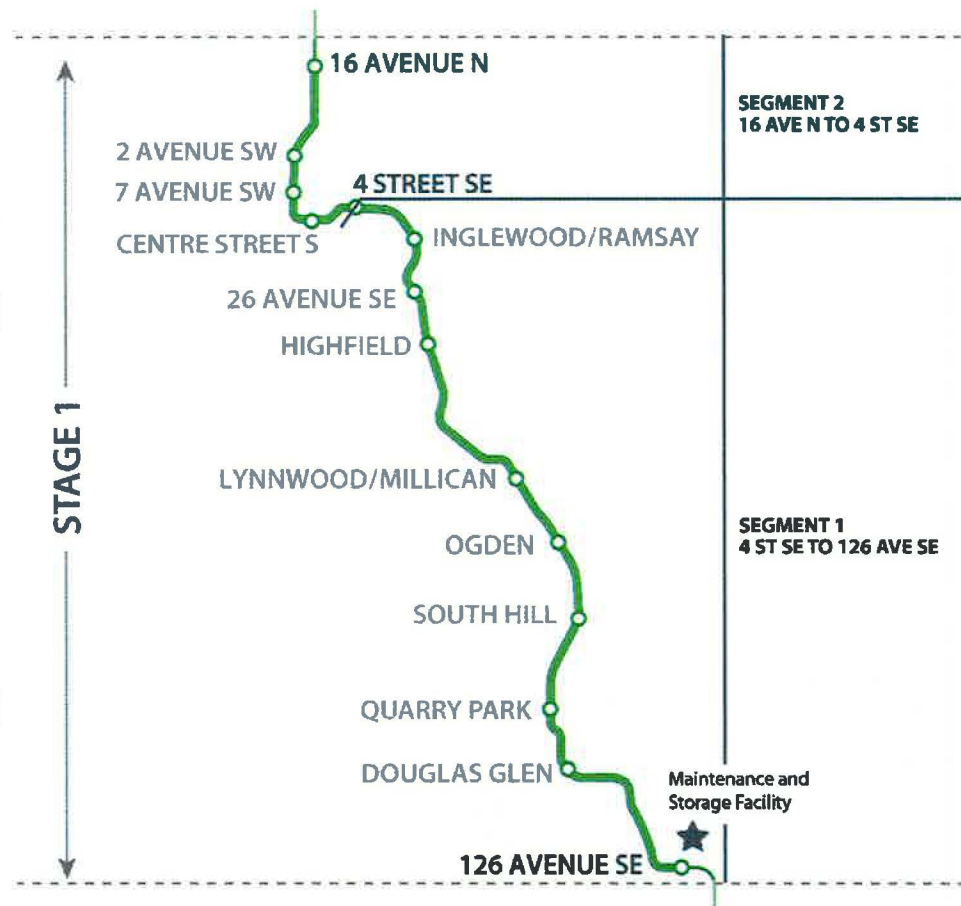 16 AVENUE N
SEGMENT 2
16 AVE N TO 4 ST SE
2 AVENUE SW
4 STREET SE
7 AVENUE SW
CENTRE STREET S
INGLEWOOD/RAMSAY
26 AVENUE SE
HIGHFIELD
STAGE 1
LYNNWOOD/MILLICAN
SEGMENT 1
4 ST SE TO 126 AVE SE
OGDEN
SOUTH HILL
QUARRY PARK
DOUGLAS GLEN
Maintenance and
Storage Facility
126 AVENUE SE